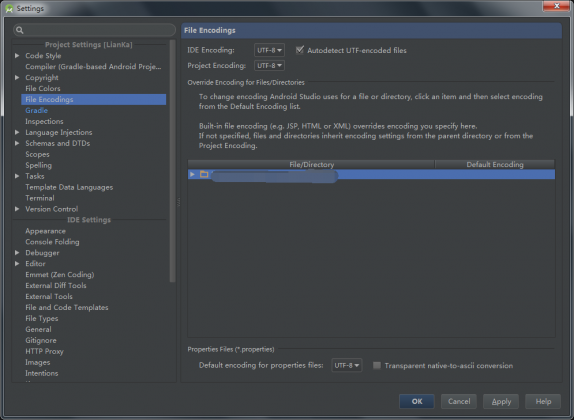 Settings
Project Settings (LianKa)
Code Style
Compiler (Gradle-based Android Proje...
Copyright
File Colors
File Encodings
Gradle
Inspections
Language Injections
Schemas and DTDs
Scopes
Spelling
Tasks
Template Data Languages
Terminal
Version Control
IDE Settings
Appearance
Console Folding
Debugger
Editor
Emmet (Zen Coding)
External Diff Tools
External Tools
File and Code Templates
File Types
General
Gitignore
HTTP Proxy
Images
Intentions
File Encodings
IDE Encoding: UTF-8 Autodetect UTF-encoded files
Project Encoding: UTF-8
Override Encoding for Files/Directories
To change encoding Android Studio uses for a file or directory, click an item and then select encoding
from the Default Encoding list.
Built-in file encoding (e.g. JSP, HTML or XML) overrides encoding you specify here.
If not specified, files and directories inherit encoding settings from the parent directory or from the
Project Encoding.
File/Directory Default Encoding
Properties Files (*.properties)
Default encoding for properties files: UTF-8 Transparent native-to-ascii conversion
OK Cancel Apply Help